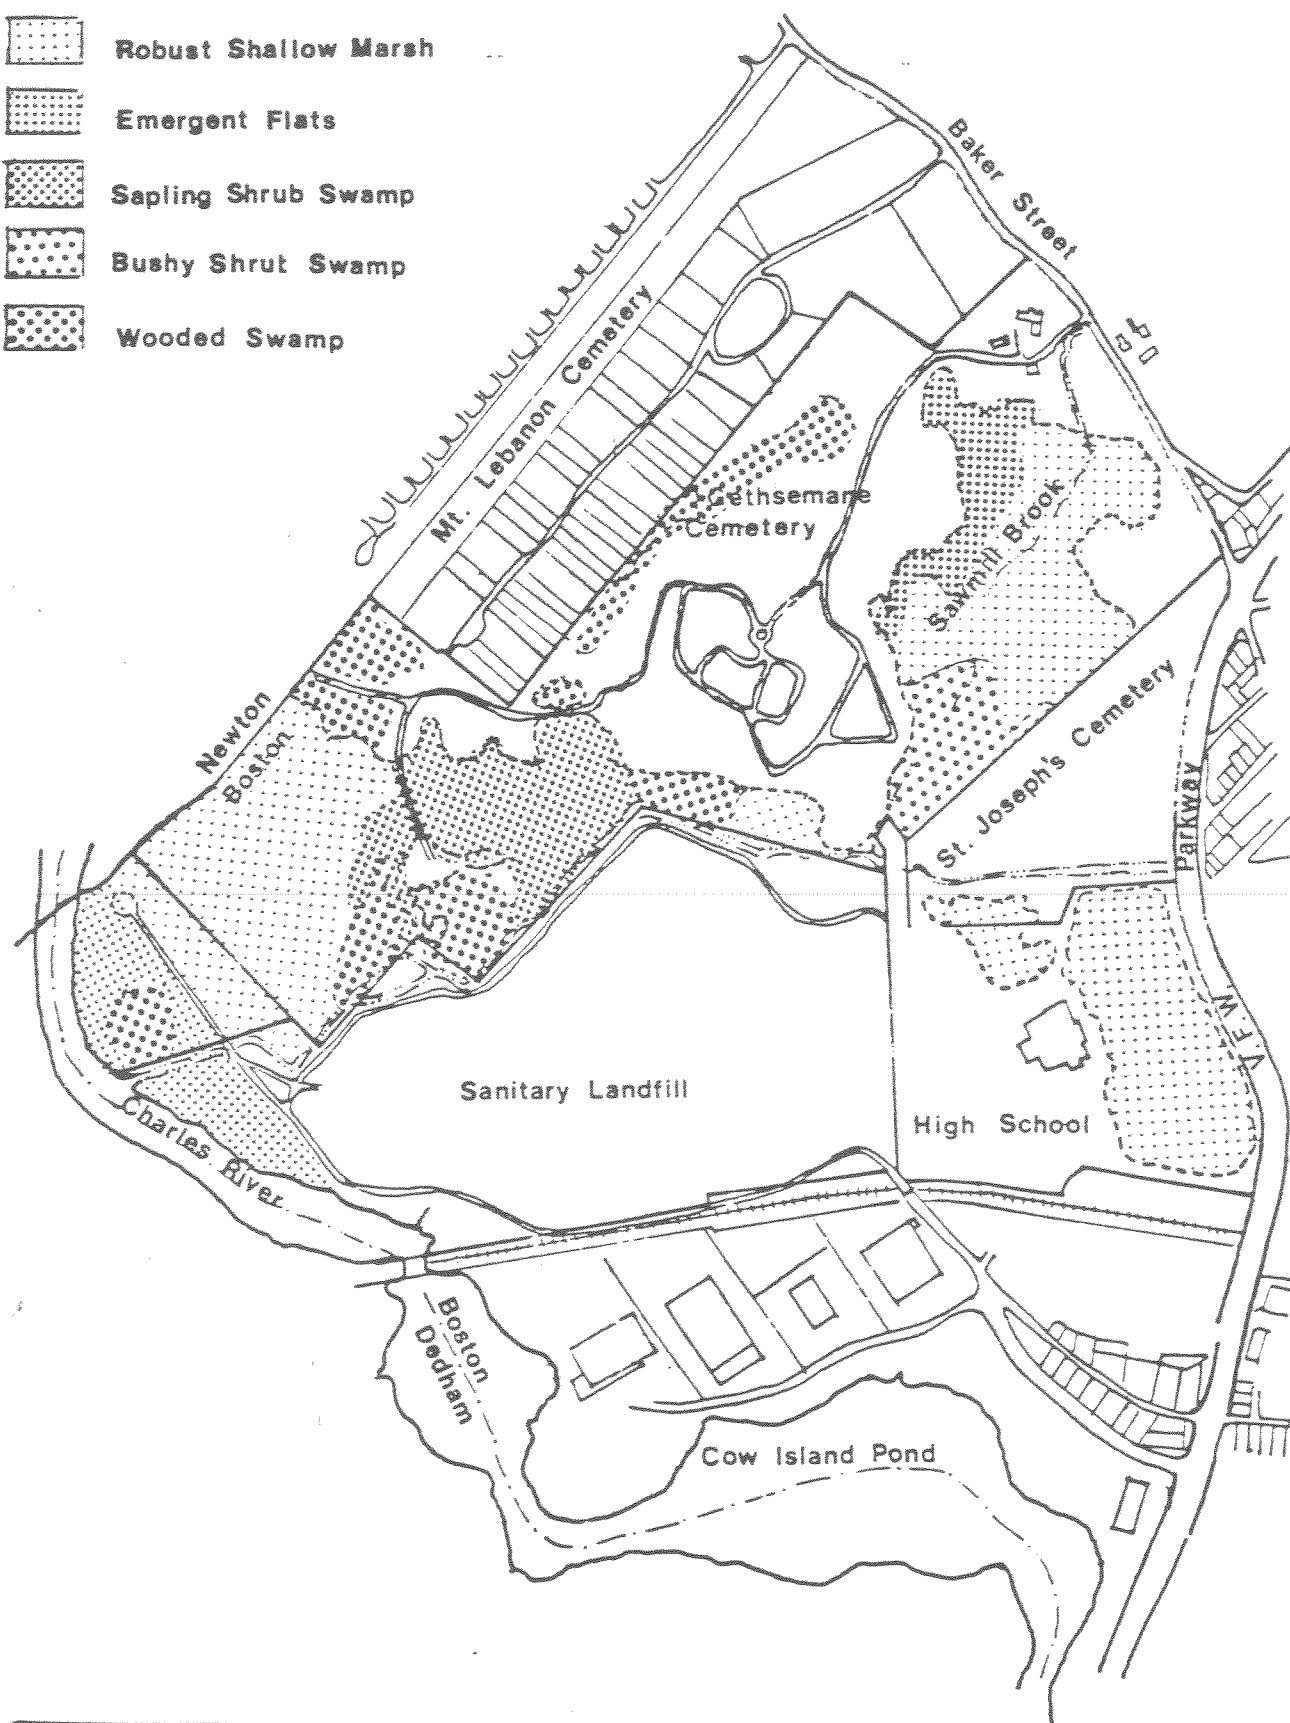 Robust Shallow Marsh
Emergent Flats
Sapling Shrub Swamp
Bushy Shrut Swamp
Wooded Swamp
Baker Street
Mt. Lebanon Cemetery
Gethsemane
Cemetery
Sawmill Brook
Newton
Boston
St. Joseph's Cemetery
V F W Parkway
Sanitary Landfill
High School
Charles River
Boston
Dedham
Cow Island Pond